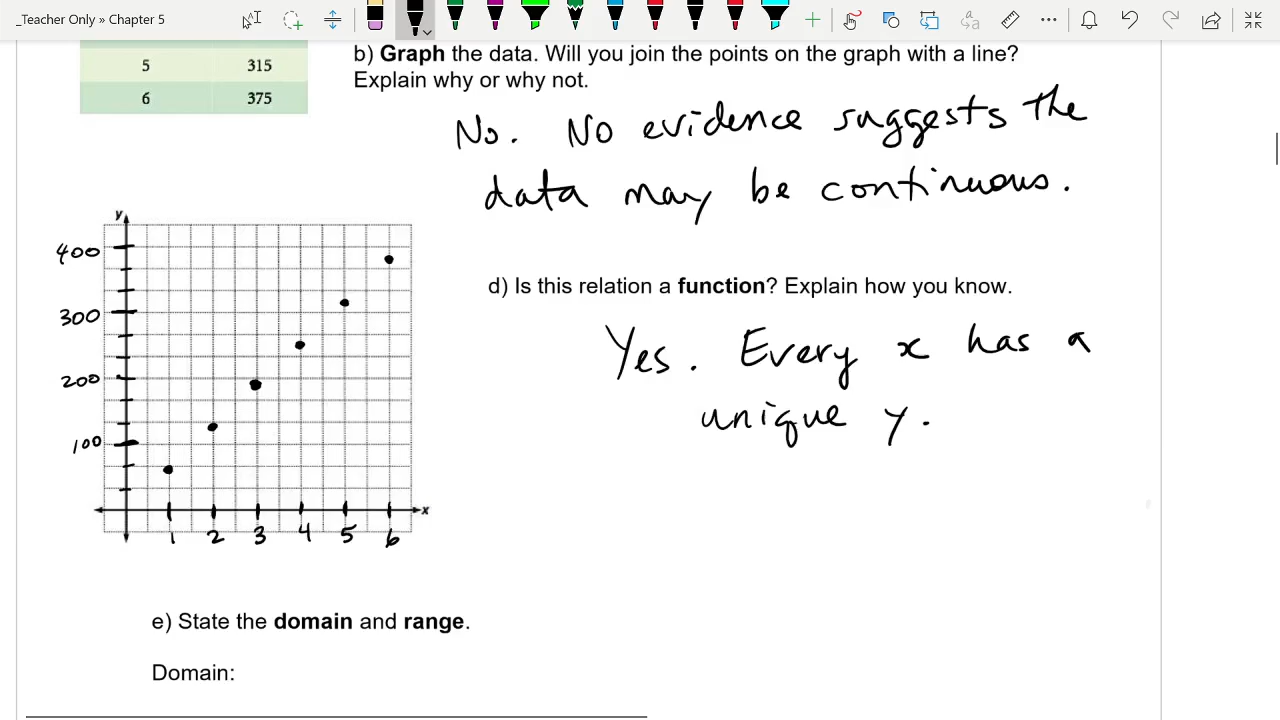 _Teacher Only » Chapter 5
5 315
6 375
b) Graph the data. Will you join the points on the graph with a line?
Explain why or why not.
No. No evidence suggests the
data may be continuous.
y
400
300
200
100
x
1 2 3 4 5 6
d) Is this relation a function? Explain how you know.
Yes. Every x has a
unique y.
e) State the domain and range.
Domain: